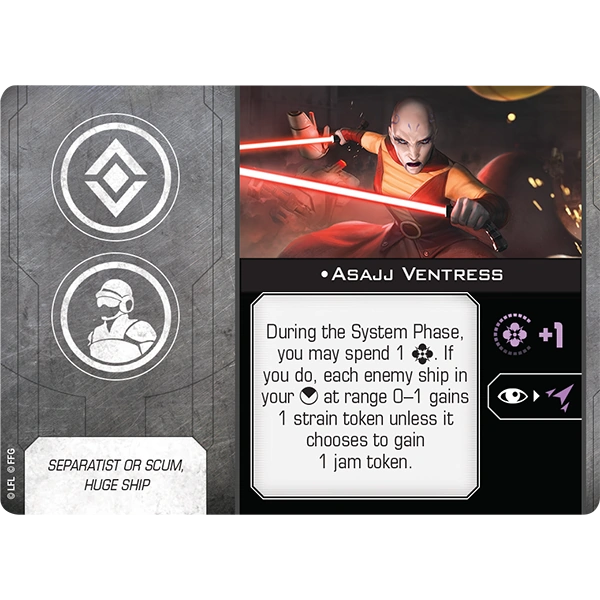 •Asajj Ventress
During the System Phase,
you may spend 1 . If
you do, each enemy ship in
your at range 0–1 gains
1 strain token unless it
chooses to gain
1 jam token.
+1
SEPARATIST OR SCUM,
HUGE SHIP
© LFL © FFG